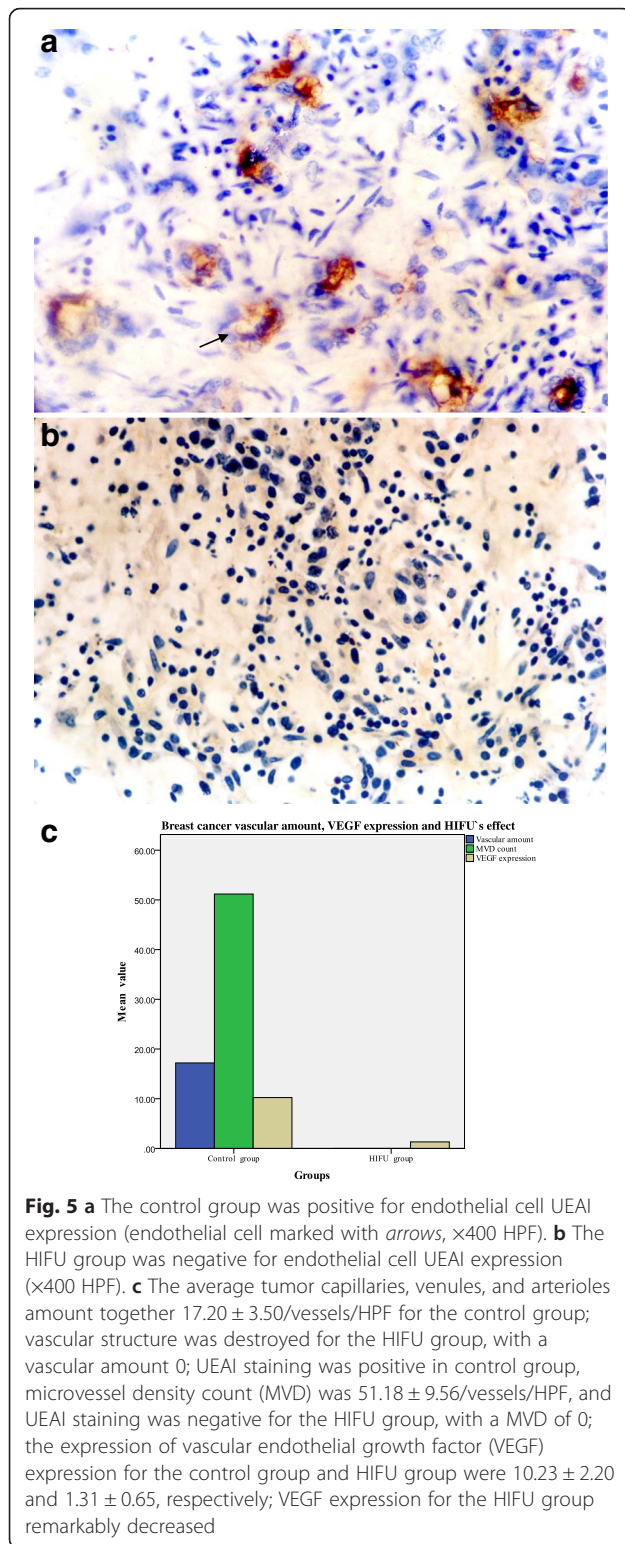 a
b
c
Breast cancer vascular amount, VEGF expression and HIFU`s effect
Vascular amount
MVD count
VEGF expression
60.00
50.00
40.00
30.00
20.00
10.00
.00
Mean value
Control group
HIFU group
Groups
Fig. 5 a The control group was positive for endothelial cell UEAI
expression (endothelial cell marked with arrows, ×400 HPF). b The
HIFU group was negative for endothelial cell UEAI expression
(×400 HPF). c The average tumor capillaries, venules, and arterioles
amount together 17.20 ± 3.50/vessels/HPF for the control group;
vascular structure was destroyed for the HIFU group, with a
vascular amount 0; UEAI staining was positive in control group,
microvessel density count (MVD) was 51.18 ± 9.56/vessels/HPF, and
UEAI staining was negative for the HIFU group, with a MVD of 0;
the expression of vascular endothelial growth factor (VEGF)
expression for the control group and HIFU group were 10.23 ± 2.20
and 1.31 ± 0.65, respectively; VEGF expression for the HIFU group
remarkably decreased